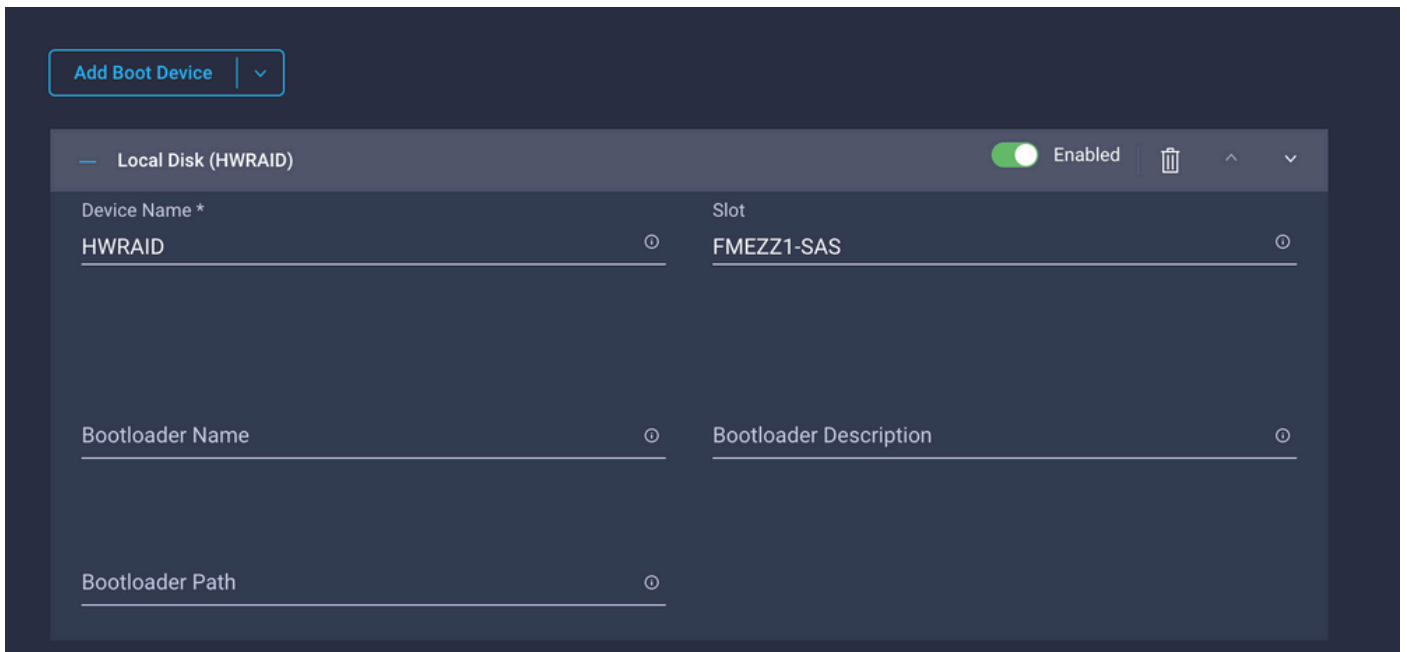 Add Boot Device
Local Disk (HWRAID)
Enabled
Device Name *
Slot
HWRAID
FMEZZ1-SAS
Bootloader Name
Bootloader Description
Bootloader Path